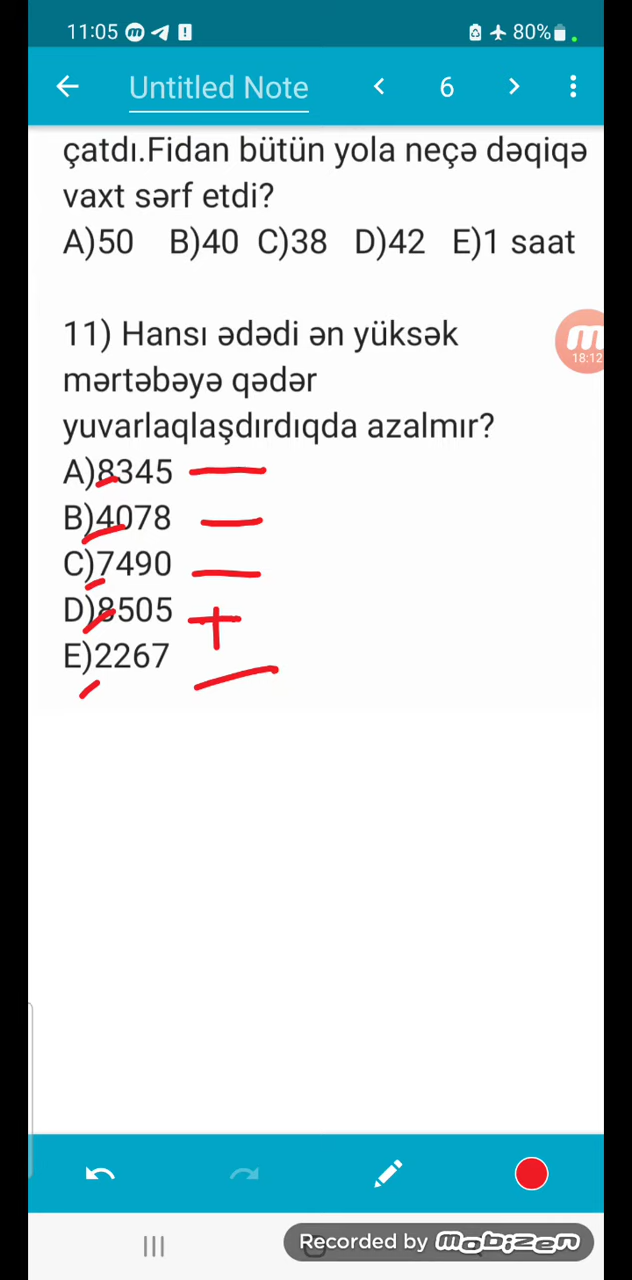 11:05 80%
Untitled Note < 6 >
çatdı.Fidan bütün yola neçə dəqiqə
vaxt sərf etdi?
A)50 B)40 C)38 D)42 E)1 saat
11) Hansı ədədi ən yüksək
mərtəbəyə qədər
yuvarlaqlaşdırdıqda azalmır?
A)8345 —
B)4078 —
C)7490 —
D)8505 +
E)2267 —
m
18:12
Recorded by mobizen